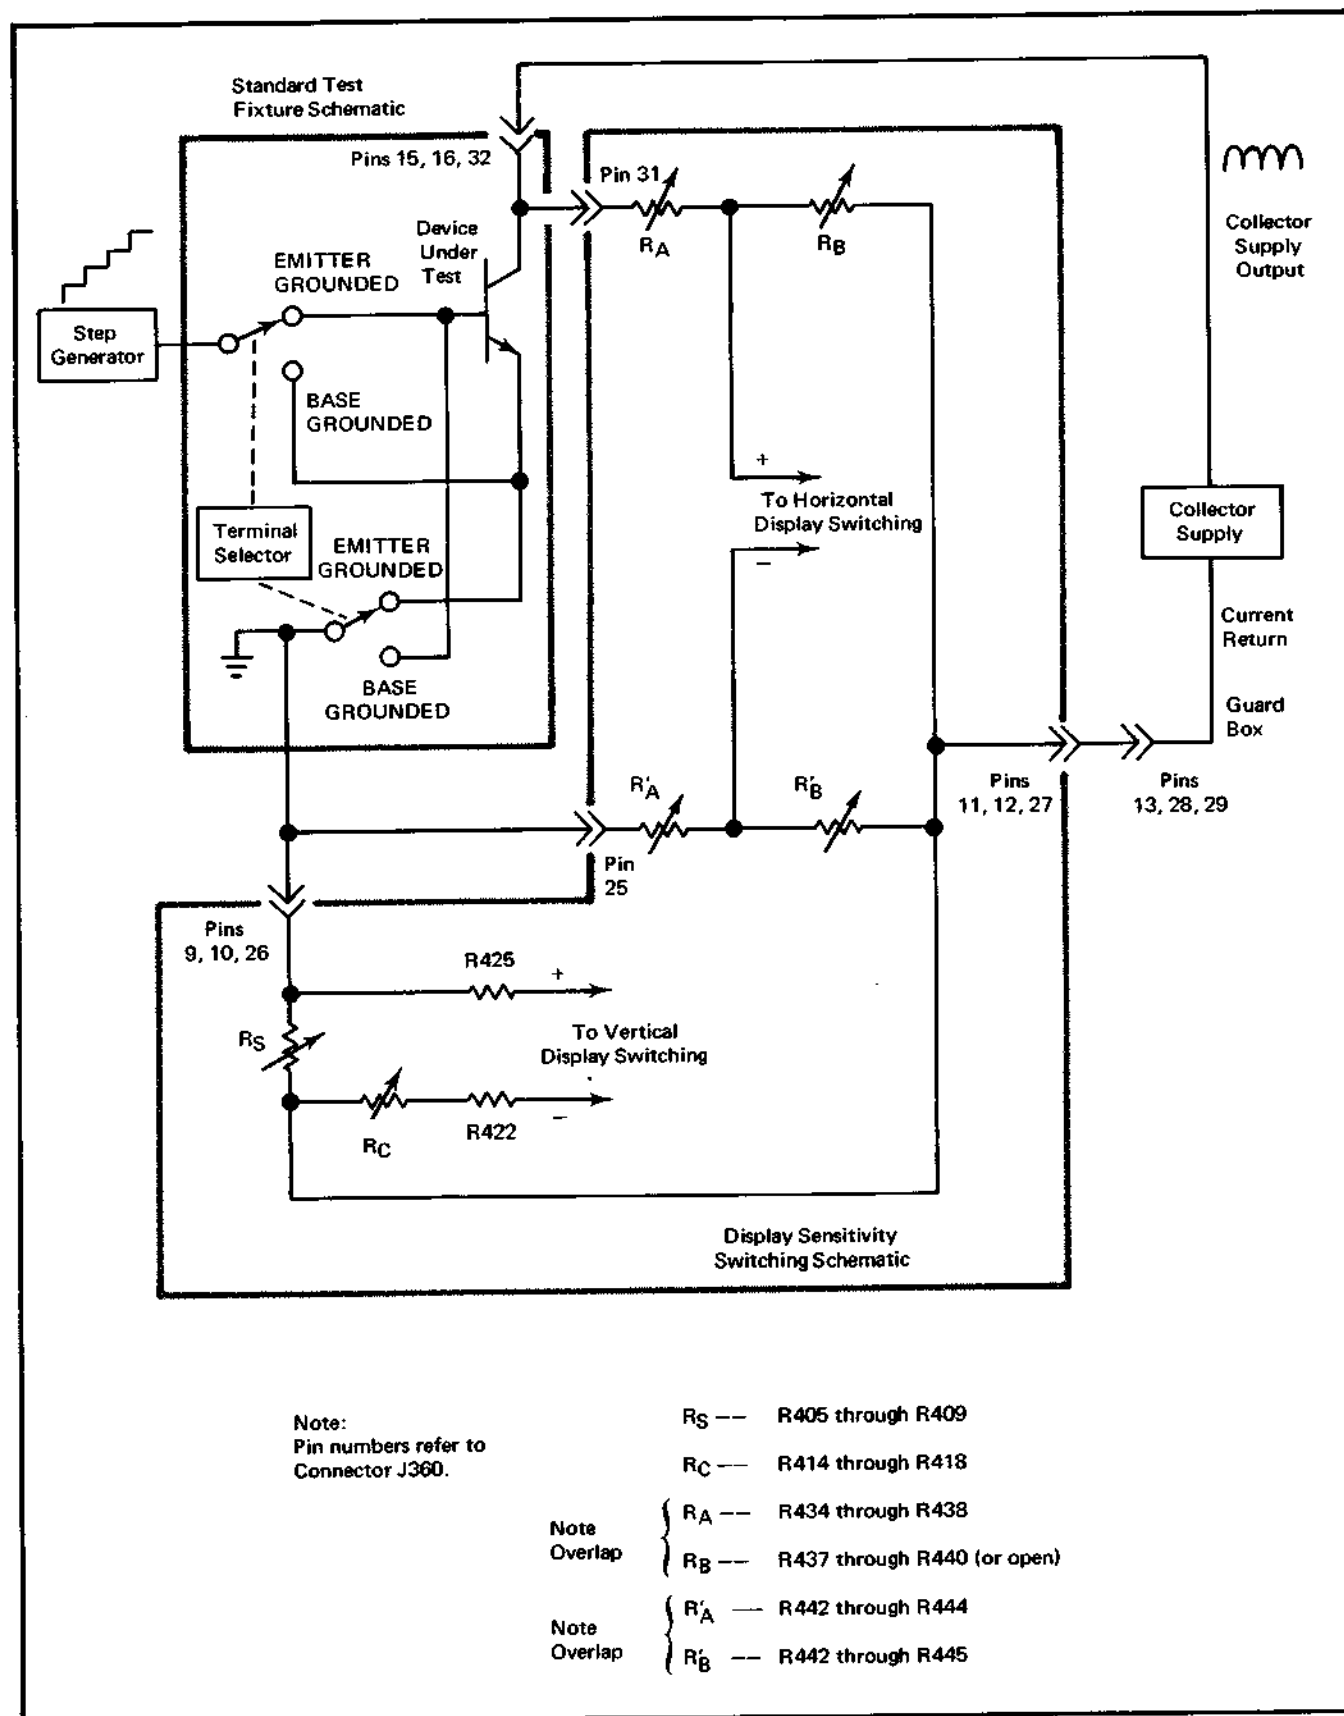 Standard Test
Fixture Schematic
Pins 15, 16, 32
Pin 31
RA
RB
Collector
Supply
Output
Device
Under
Test
EMITTER
GROUNDED
Step
Generator
BASE
GROUNDED
+
To Horizontal
Display Switching
−
Collector
Supply
Terminal
Selector
EMITTER
GROUNDED
Current
Return
BASE
GROUNDED
Guard
Box
R'A
R'B
Pins
11, 12, 27
Pins
13, 28, 29
Pin
25
Pins
9, 10, 26
R425
+
RS
To Vertical
Display Switching
RC
R422
−
Display Sensitivity
Switching Schematic
Note:
Pin numbers refer to
Connector J360.
RS –– R405 through R409
RC –– R414 through R418
Note
Overlap
RA –– R434 through R438
RB –– R437 through R440 (or open)
Note
Overlap
R'A –– R442 through R444
R'B –– R442 through R445